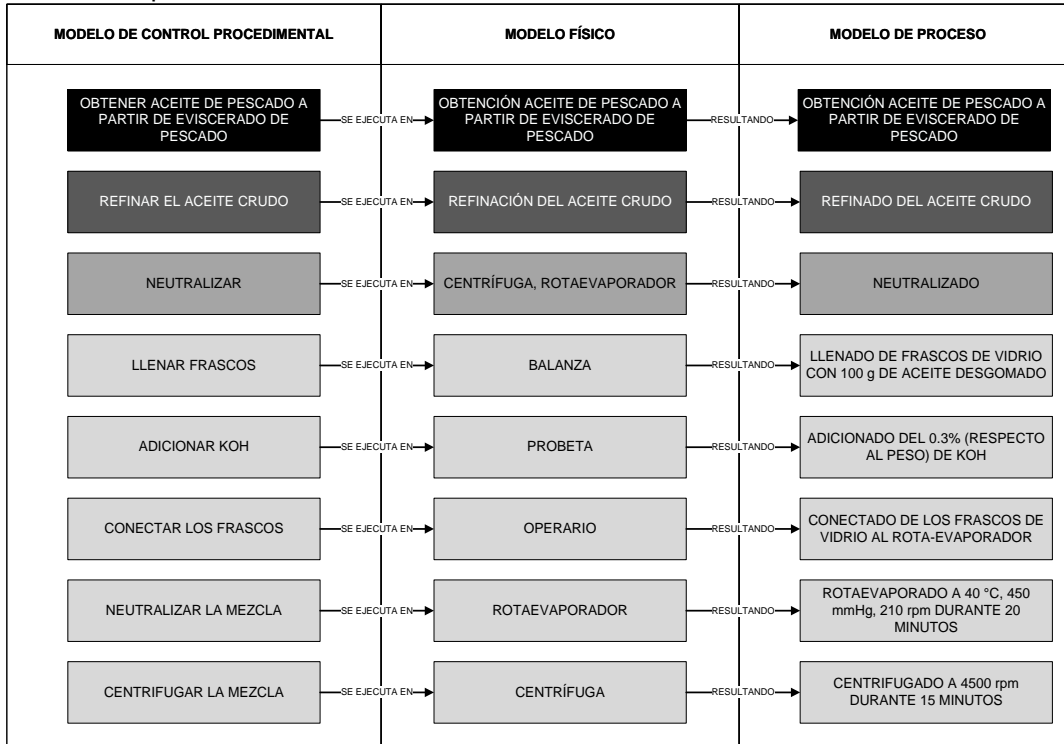 MODELO DE CONTROL PROCEDIMENTAL
MODELO FÍSICO
MODELO DE PROCESO
OBTENER ACEITE DE PESCADO A
PARTIR DE EVISCERADO DE
PESCADO
SE EJECUTA EN
OBTENCIÓN ACEITE DE PESCADO A
PARTIR DE EVISCERADO DE
PESCADO
RESULTANDO
OBTENCIÓN ACEITE DE PESCADO A
PARTIR DE EVISCERADO DE
PESCADO
REFINAR EL ACEITE CRUDO
SE EJECUTA EN
REFINACIÓN DEL ACEITE CRUDO
RESULTANDO
REFINADO DEL ACEITE CRUDO
NEUTRALIZAR
SE EJECUTA EN
CENTRÍFUGA, ROTAEVAPORADOR
RESULTANDO
NEUTRALIZADO
LLENAR FRASCOS
SE EJECUTA EN
BALANZA
RESULTANDO
LLENADO DE FRASCOS DE VIDRIO
CON 100 g DE ACEITE DESGOMADO
ADICIONAR KOH
SE EJECUTA EN
PROBETA
RESULTANDO
ADICIONADO DEL 0.3% (RESPECTO
AL PESO) DE KOH
CONECTAR LOS FRASCOS
SE EJECUTA EN
OPERARIO
RESULTANDO
CONECTADO DE LOS FRASCOS DE
VIDRIO AL ROTA-EVAPORADOR
NEUTRALIZAR LA MEZCLA
SE EJECUTA EN
ROTAEVAPORADOR
RESULTANDO
ROTAEVAPORADO A 40 °C, 450
mmHg, 210 rpm DURANTE 20
MINUTOS
CENTRIFUGAR LA MEZCLA
SE EJECUTA EN
CENTRÍFUGA
RESULTANDO
CENTRIFUGADO A 4500 rpm
DURANTE 15 MINUTOS